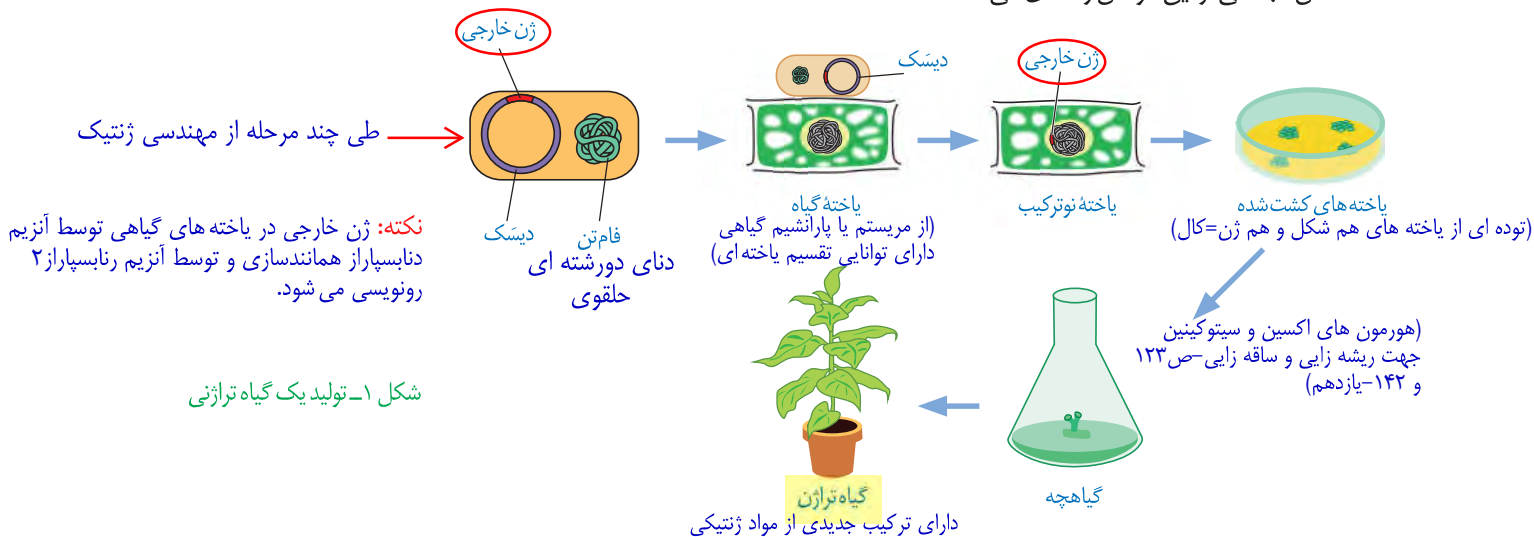 ژن خارجی
طی چند مرحله از مهندسی ژنتیک
دیسَک
فام‌تن
دنای دورشته ای
حلقوی
نکته: ژن خارجی در یاخته های گیاهی توسط آنزیم
دنابسپاراز همانندسازی و توسط آنزیم رنابسپاراز۲
رونویسی می شود.
دیسَک
یاختهٔ گیاه
(از مریستم یا پارانشیم گیاهی
دارای توانایی تقسیم یاخته ای)
ژن خارجی
یاختهٔ نوترکیب
یاخته‌های کشت‌شده
(توده ای از یاخته های هم شکل و هم ژن=کال)
(هورمون های اکسین و سیتوکینین
جهت ریشه زایی و ساقه زایی-ص۱۲۳
و ۱۴۲-یازدهم)
گیاهچه
گیاه تراژن
دارای ترکیب جدیدی از مواد ژنتیکی
شکل ۱ــ تولید یک گیاه تراژنی